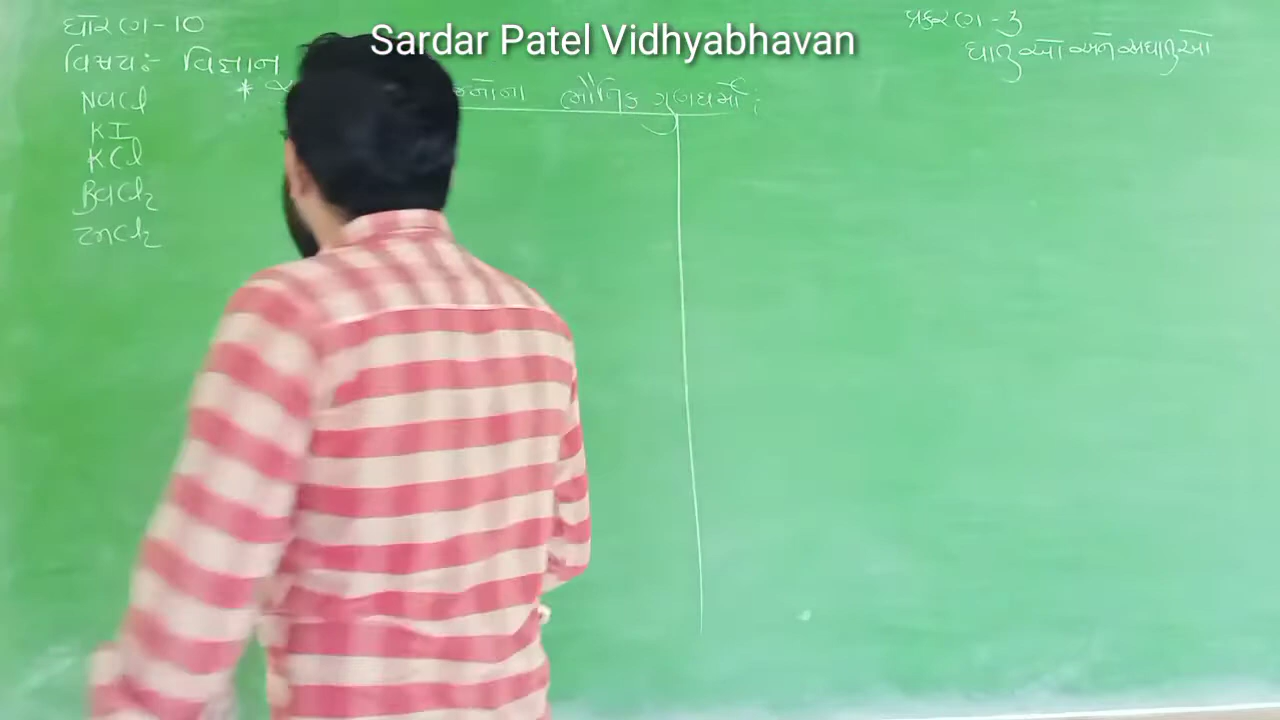 Sardar Patel Vidhyabhavan
ધોરણ-10
વિષય:- વિજ્ઞાન
પ્રકરણ-3
ધાતુઓ અને અધાતુઓ
* ભૌતિક ગુણધર્મો:
NaCl
KI
KCl
BaCl2
ZnCl2